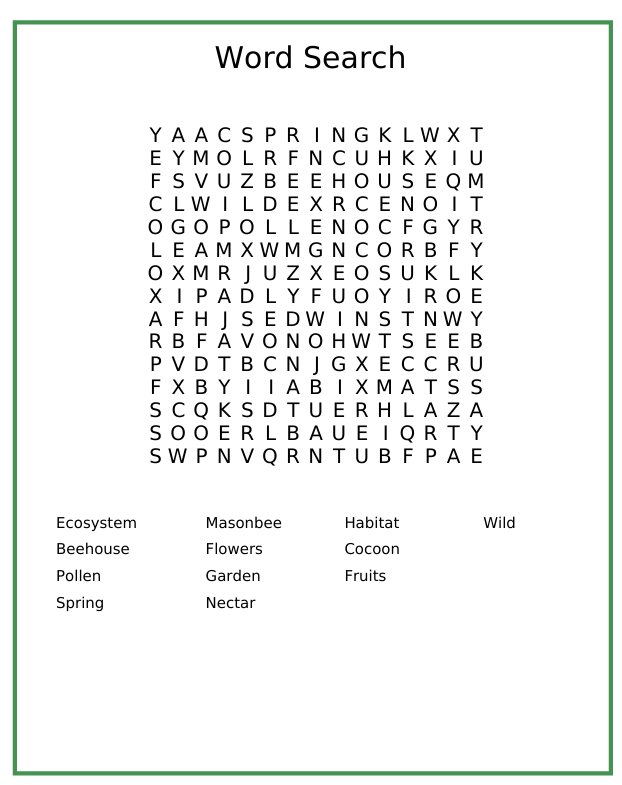 Word Search
Y A A C S P R I N G K L W X T
E Y M O L R F N C U H K X I U
F S V U Z B E E H O U S E Q M
C L W I L D E X R C E N O I T
O G O P O L L E N O C F G Y R
L E A M X W M G N C O R B F Y
O X M R J U Z X E O S U K L K
X I P A D L Y F U O Y I R O E
A F H J S E D W I N S T N W Y
R B F A V O N O H W T S E E B
P V D T B C N J G X E C C R U
F X B Y I I A B I X M A T S S
S C Q K S D T U E R H L A Z A
S O O E R L B A U E I Q R T Y
S W P N V Q R N T U B F P A E
Ecosystem Masonbee Habitat Wild
Beehouse Flowers Cocoon
Pollen Garden Fruits
Spring Nectar